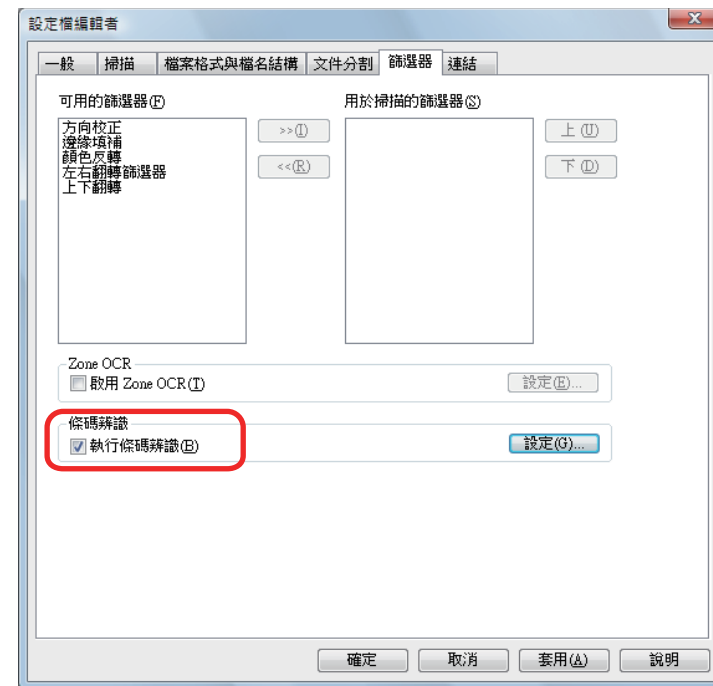 設定檔編輯者
一般 掃描 檔案格式與檔名結構 文件分割 篩選器 連結
可用的篩選器(F) 用於掃描的篩選器(S)
方向校正
邊緣填補
顏色反轉
左右翻轉篩選器
上下翻轉
>>(I)
<<(R)
上(U)
下(D)
Zone OCR
啟用 Zone OCR(T) 設定(E)...
條碼辨識
執行條碼辨識(B) 設定(G)...
確定 取消 套用(A) 說明